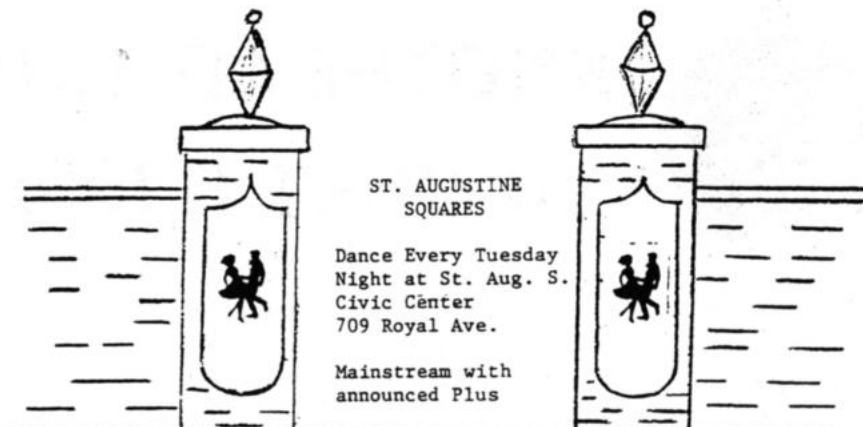 ST. AUGUSTINE
SQUARES
Dance Every Tuesday
Night at St. Aug. S.
Civic Center
709 Royal Ave.
Mainstream with
announced Plus